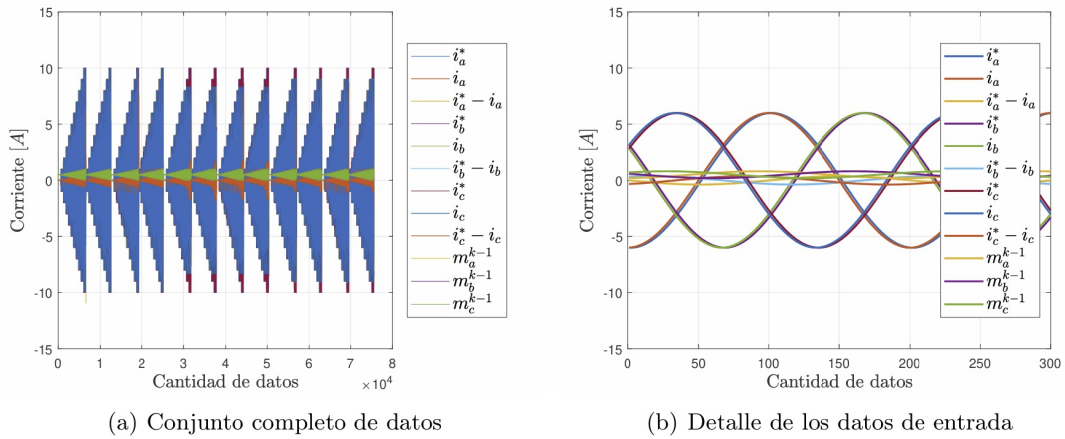 15
10
5
0
-5
-10
-15
Corriente [A]
0 1 2 3 4 5 6 7 8
× 10^4
Cantidad de datos
i_a^*
i_a
i_a^* − i_a
i_b^*
i_b
i_b^* − i_b
i_c^*
i_c
i_c^* − i_c
m_a^{k−1}
m_b^{k−1}
m_c^{k−1}
(a) Conjunto completo de datos
15
10
5
0
-5
-10
-15
Corriente [A]
0 50 100 150 200 250 300
Cantidad de datos
i_a^*
i_a
i_a^* − i_a
i_b^*
i_b
i_b^* − i_b
i_c^*
i_c
i_c^* − i_c
m_a^{k−1}
m_b^{k−1}
m_c^{k−1}
(b) Detalle de los datos de entrada